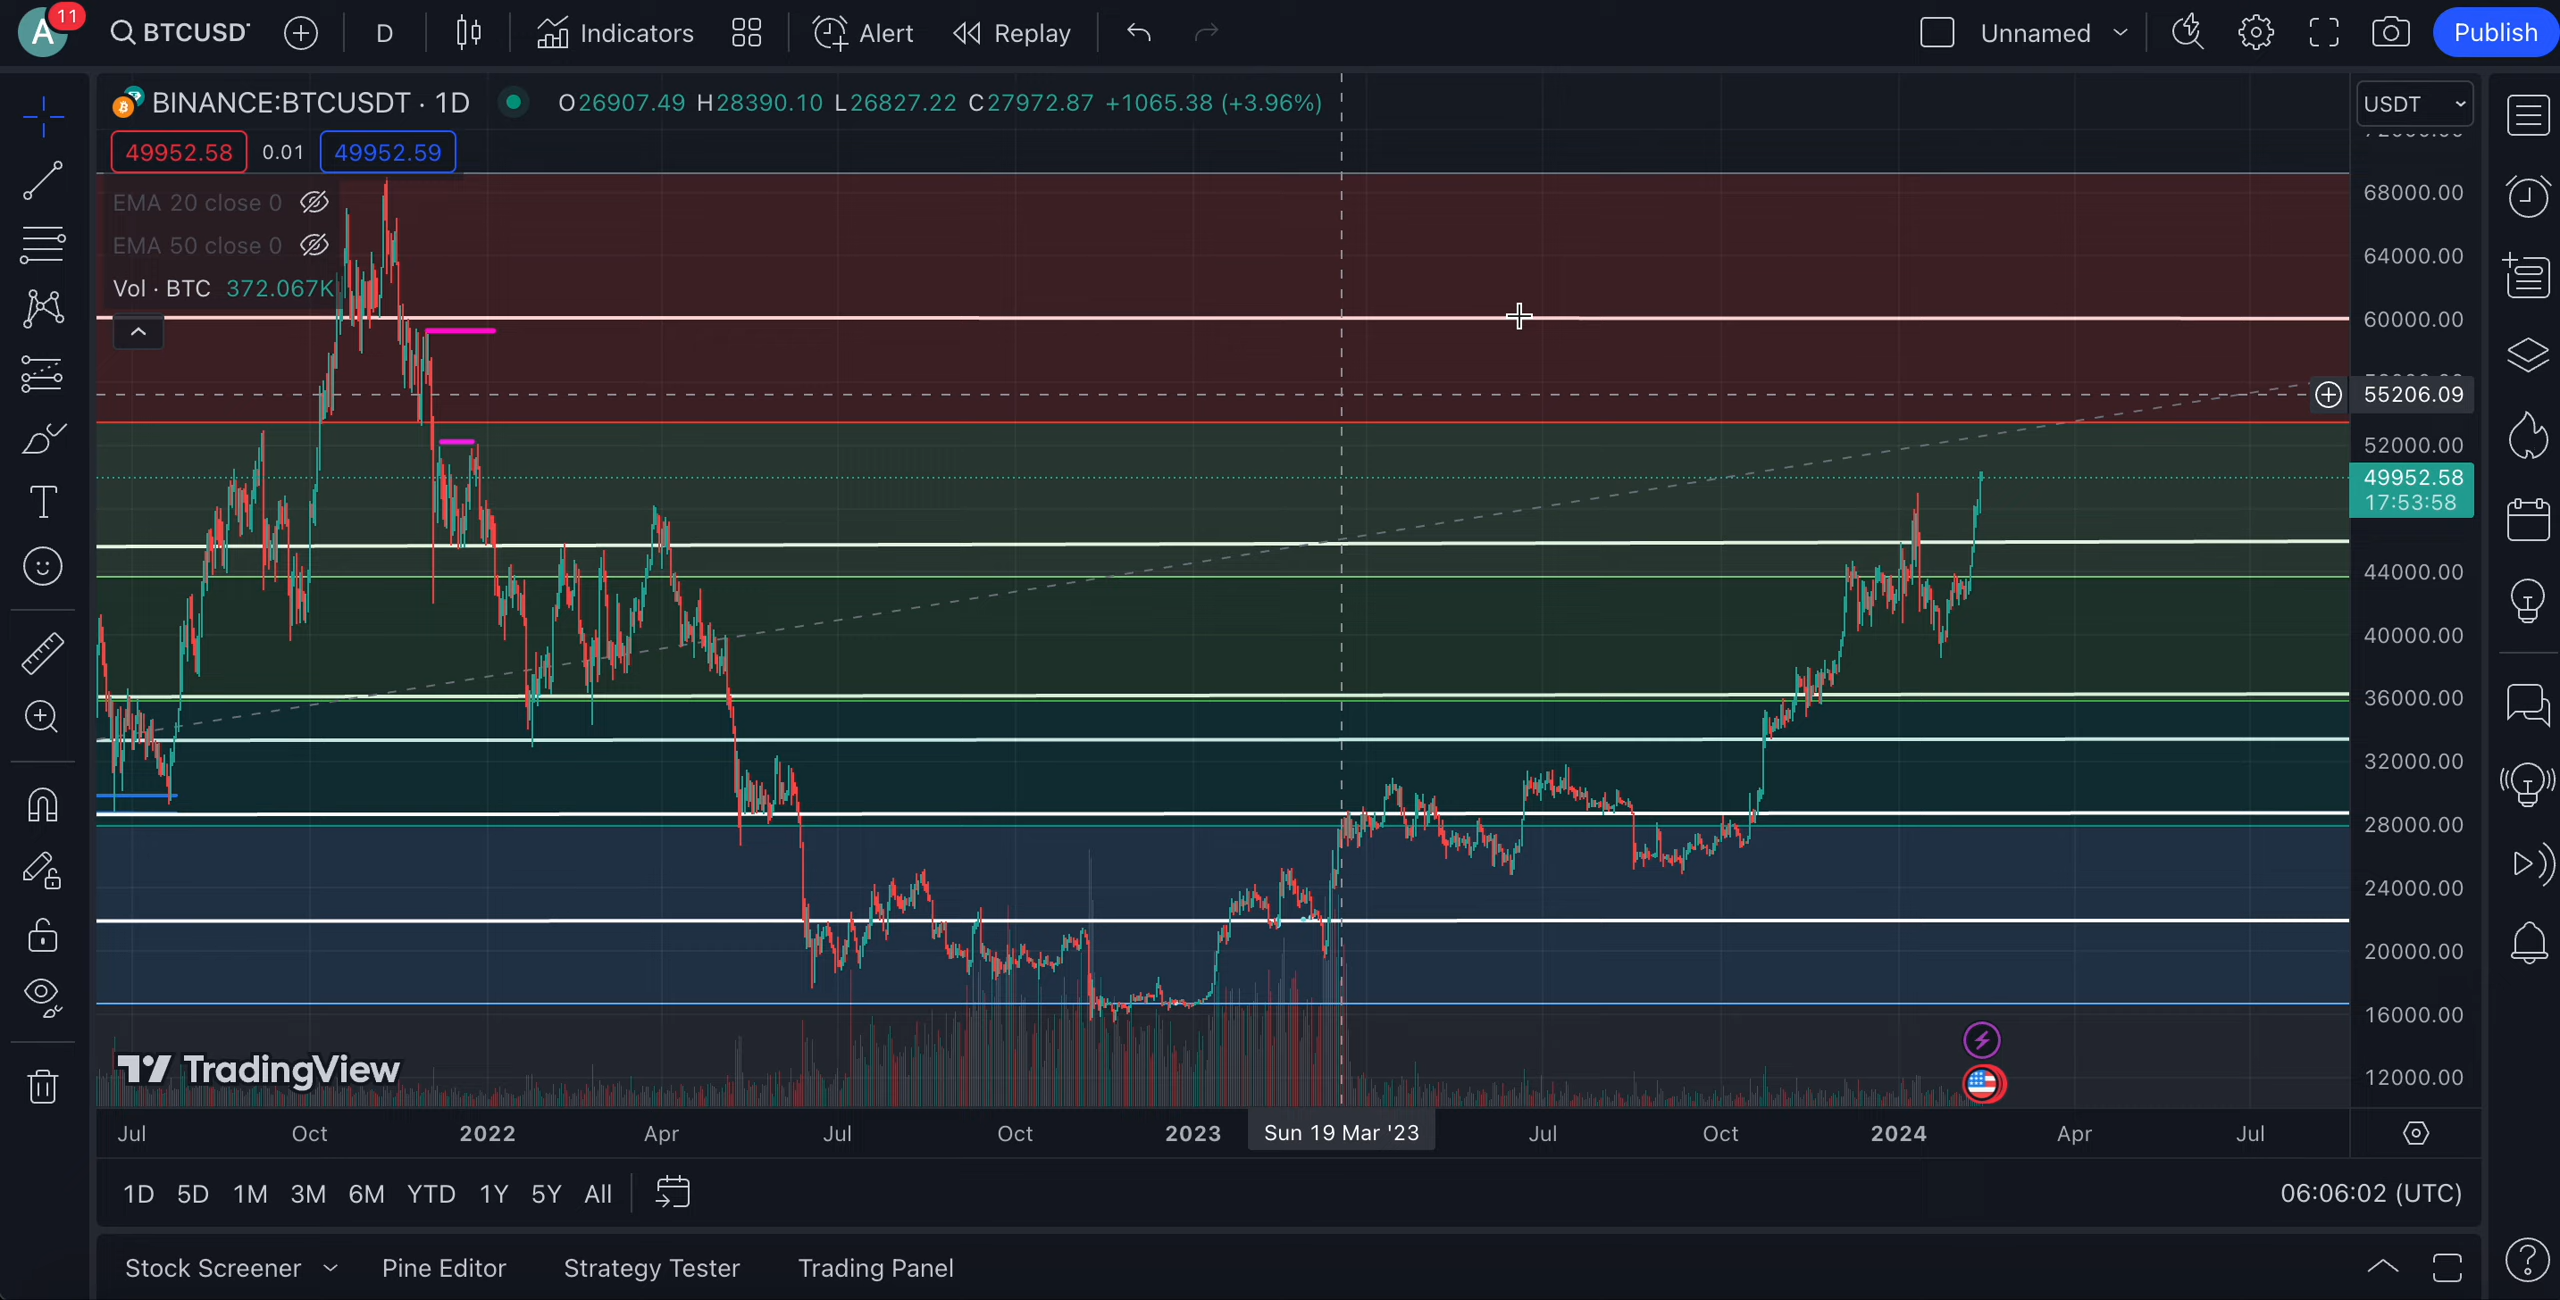 A 11 BTCUSDT D Indicators Alert Replay Unnamed Publish
BINANCE:BTCUSDT · 1D O26907.49 H28390.10 L26827.22 C27972.87 +1065.38 (+3.96%) USDT
49952.58 0.01 49952.59
EMA 20 close 0
EMA 50 close 0
Vol · BTC 372.067K
72000.00
68000.00
64000.00
60000.00
55206.09
52000.00
49952.58
17:53:58
44000.00
40000.00
36000.00
32000.00
28000.00
24000.00
20000.00
16000.00
12000.00
TradingView
Jul Oct 2022 Apr Jul Oct 2023 Sun 19 Mar '23 Jul Oct 2024 Apr Jul
1D 5D 1M 3M 6M YTD 1Y 5Y All 06:06:02 (UTC)
Stock Screener Pine Editor Strategy Tester Trading Panel